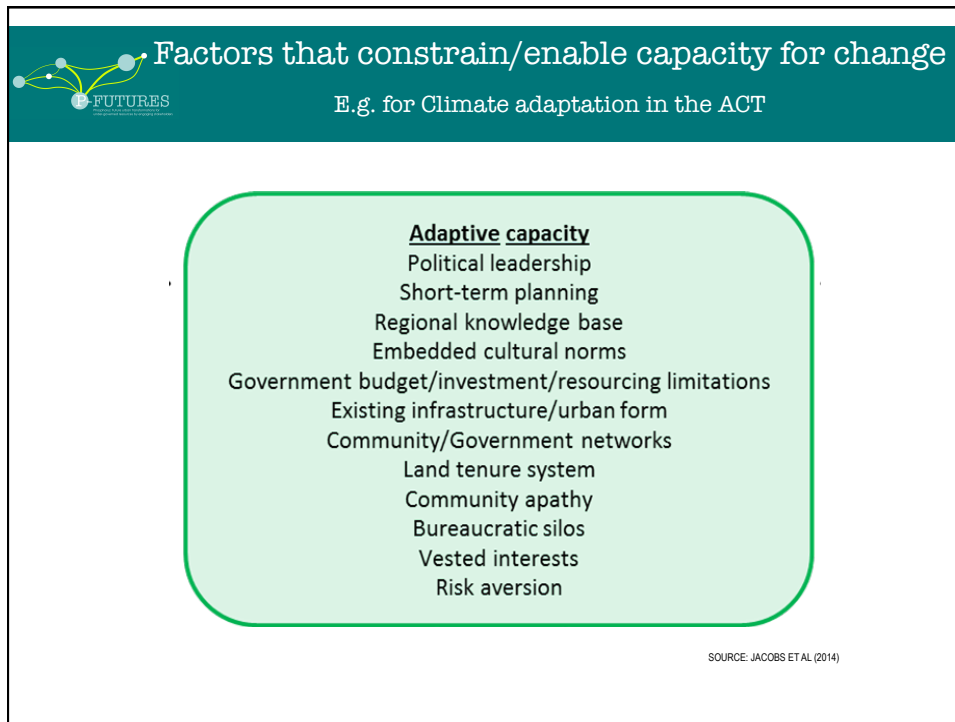 Factors that constrain/enable capacity for change
P-FUTURES
E.g. for Climate adaptation in the ACT
Adaptive capacity
Political leadership
Short-term planning
Regional knowledge base
Embedded cultural norms
Government budget/investment/resourcing limitations
Existing infrastructure/urban form
Community/Government networks
Land tenure system
Community apathy
Bureaucratic silos
Vested interests
Risk aversion
SOURCE: JACOBS ET AL (2014)